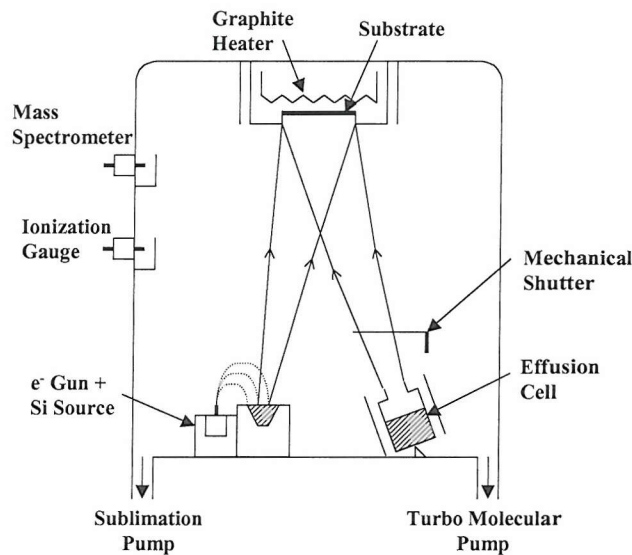 Graphite
Heater
Substrate
Mass
Spectrometer
Ionization
Gauge
Mechanical
Shutter
e⁻ Gun +
Si Source
Effusion
Cell
Sublimation
Pump
Turbo Molecular
Pump